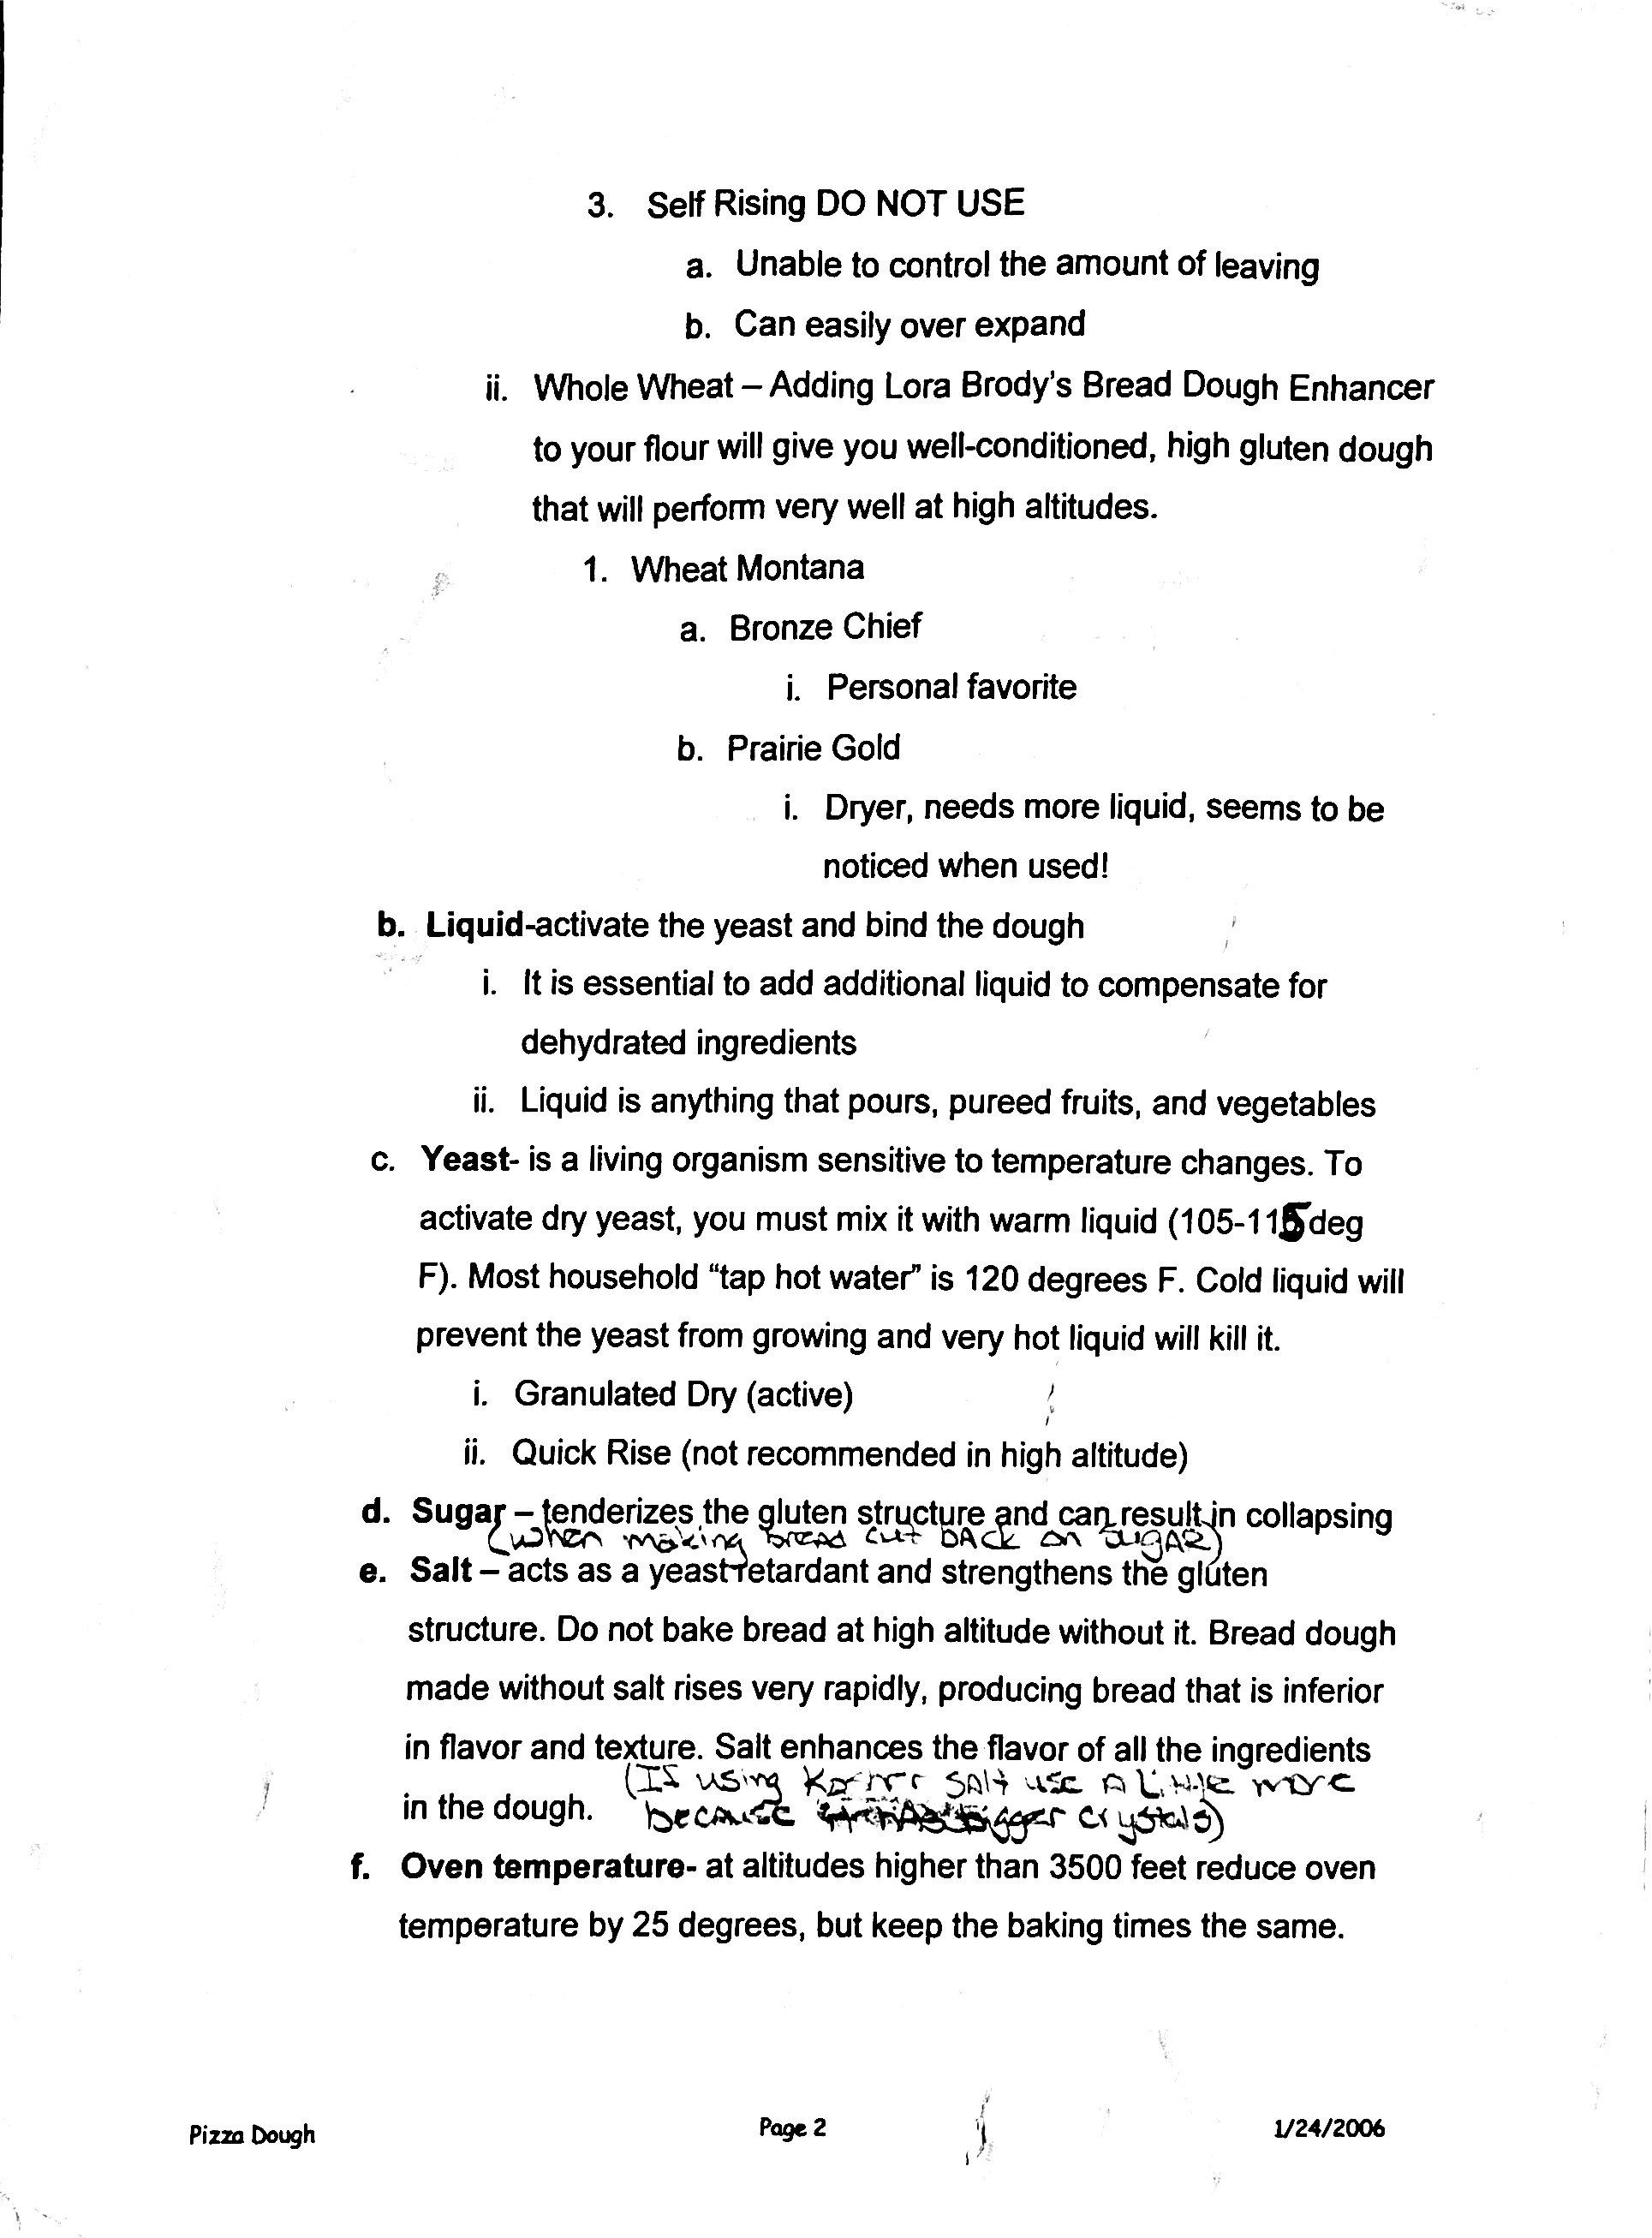 3. Self Rising DO NOT USE
a. Unable to control the amount of leaving
b. Can easily over expand
ii. Whole Wheat – Adding Lora Brody's Bread Dough Enhancer
to your flour will give you well-conditioned, high gluten dough
that will perform very well at high altitudes.
1. Wheat Montana
a. Bronze Chief
i. Personal favorite
b. Prairie Gold
i. Dryer, needs more liquid, seems to be
noticed when used!
b. Liquid-activate the yeast and bind the dough
i. It is essential to add additional liquid to compensate for
dehydrated ingredients
ii. Liquid is anything that pours, pureed fruits, and vegetables
c. Yeast- is a living organism sensitive to temperature changes. To
activate dry yeast, you must mix it with warm liquid (105-115deg
F). Most household “tap hot water” is 120 degrees F. Cold liquid will
prevent the yeast from growing and very hot liquid will kill it.
i. Granulated Dry (active)
ii. Quick Rise (not recommended in high altitude)
d. Sugar – tenderizes the gluten structure and can result in collapsing
(when making bread cut BACK on sugAR)
e. Salt – acts as a yeast retardant and strengthens the gluten
structure. Do not bake bread at high altitude without it. Bread dough
made without salt rises very rapidly, producing bread that is inferior
in flavor and texture. Salt enhances the flavor of all the ingredients
(If using SAlt use A little more
in the dough. because bigger crystals)
f. Oven temperature- at altitudes higher than 3500 feet reduce oven
temperature by 25 degrees, but keep the baking times the same.
Pizza Dough Page 2 1/24/2006